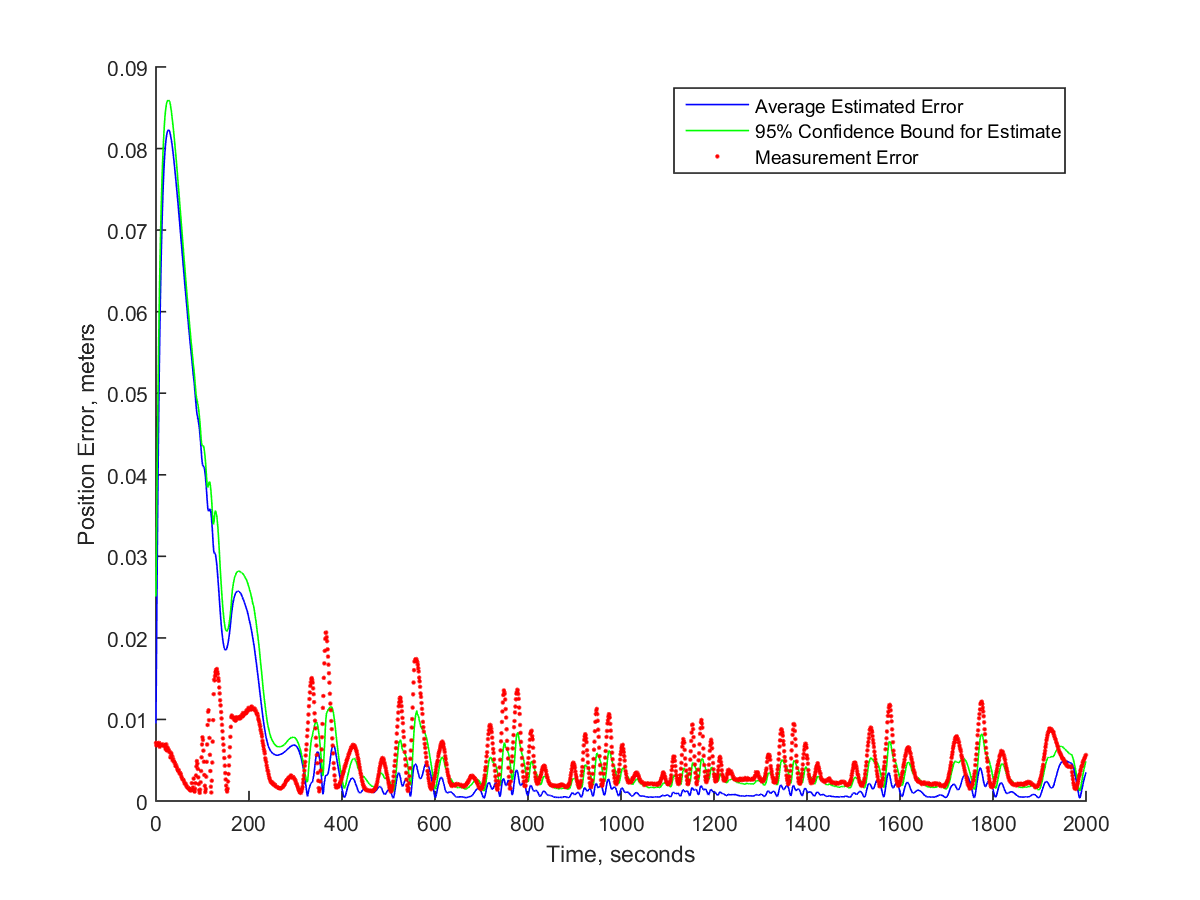 0.09
0.08
0.07
0.06
0.05
0.04
0.03
0.02
0.01
0
Position Error, meters
Average Estimated Error
95% Confidence Bound for Estimate
Measurement Error
0 200 400 600 800 1000 1200 1400 1600 1800 2000
Time, seconds